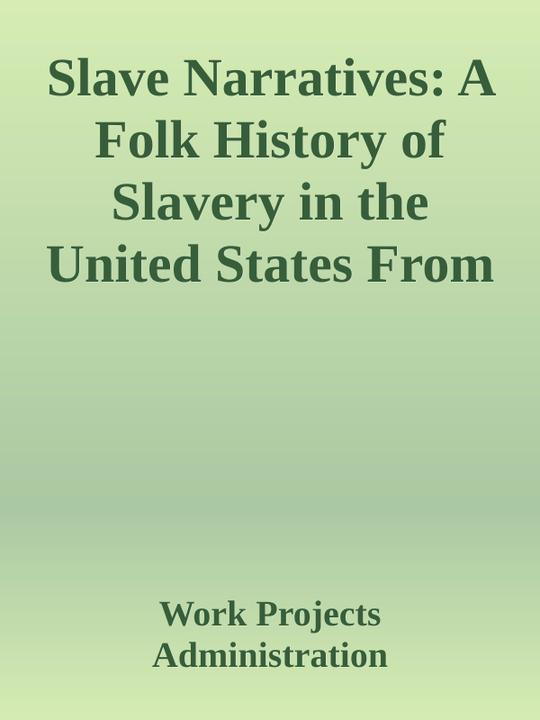 Slave Narratives: A
Folk History of
Slavery in the
United States From
Work Projects
Administration